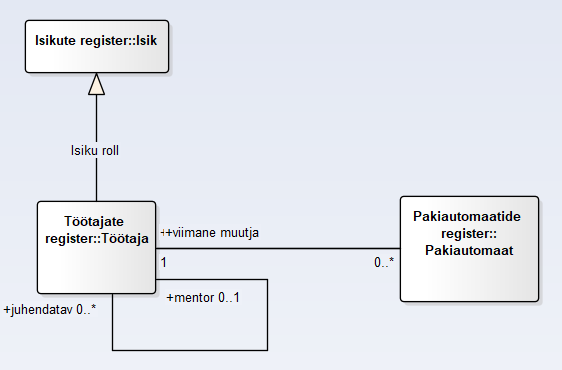 Isikute register::Isik
Isiku roll
Töötajate
register::Töötaja
++viimane muutja
1
0..*
Pakiautomaatide
register::
Pakiautomaat
+mentor 0..1
+juhendatav 0..*